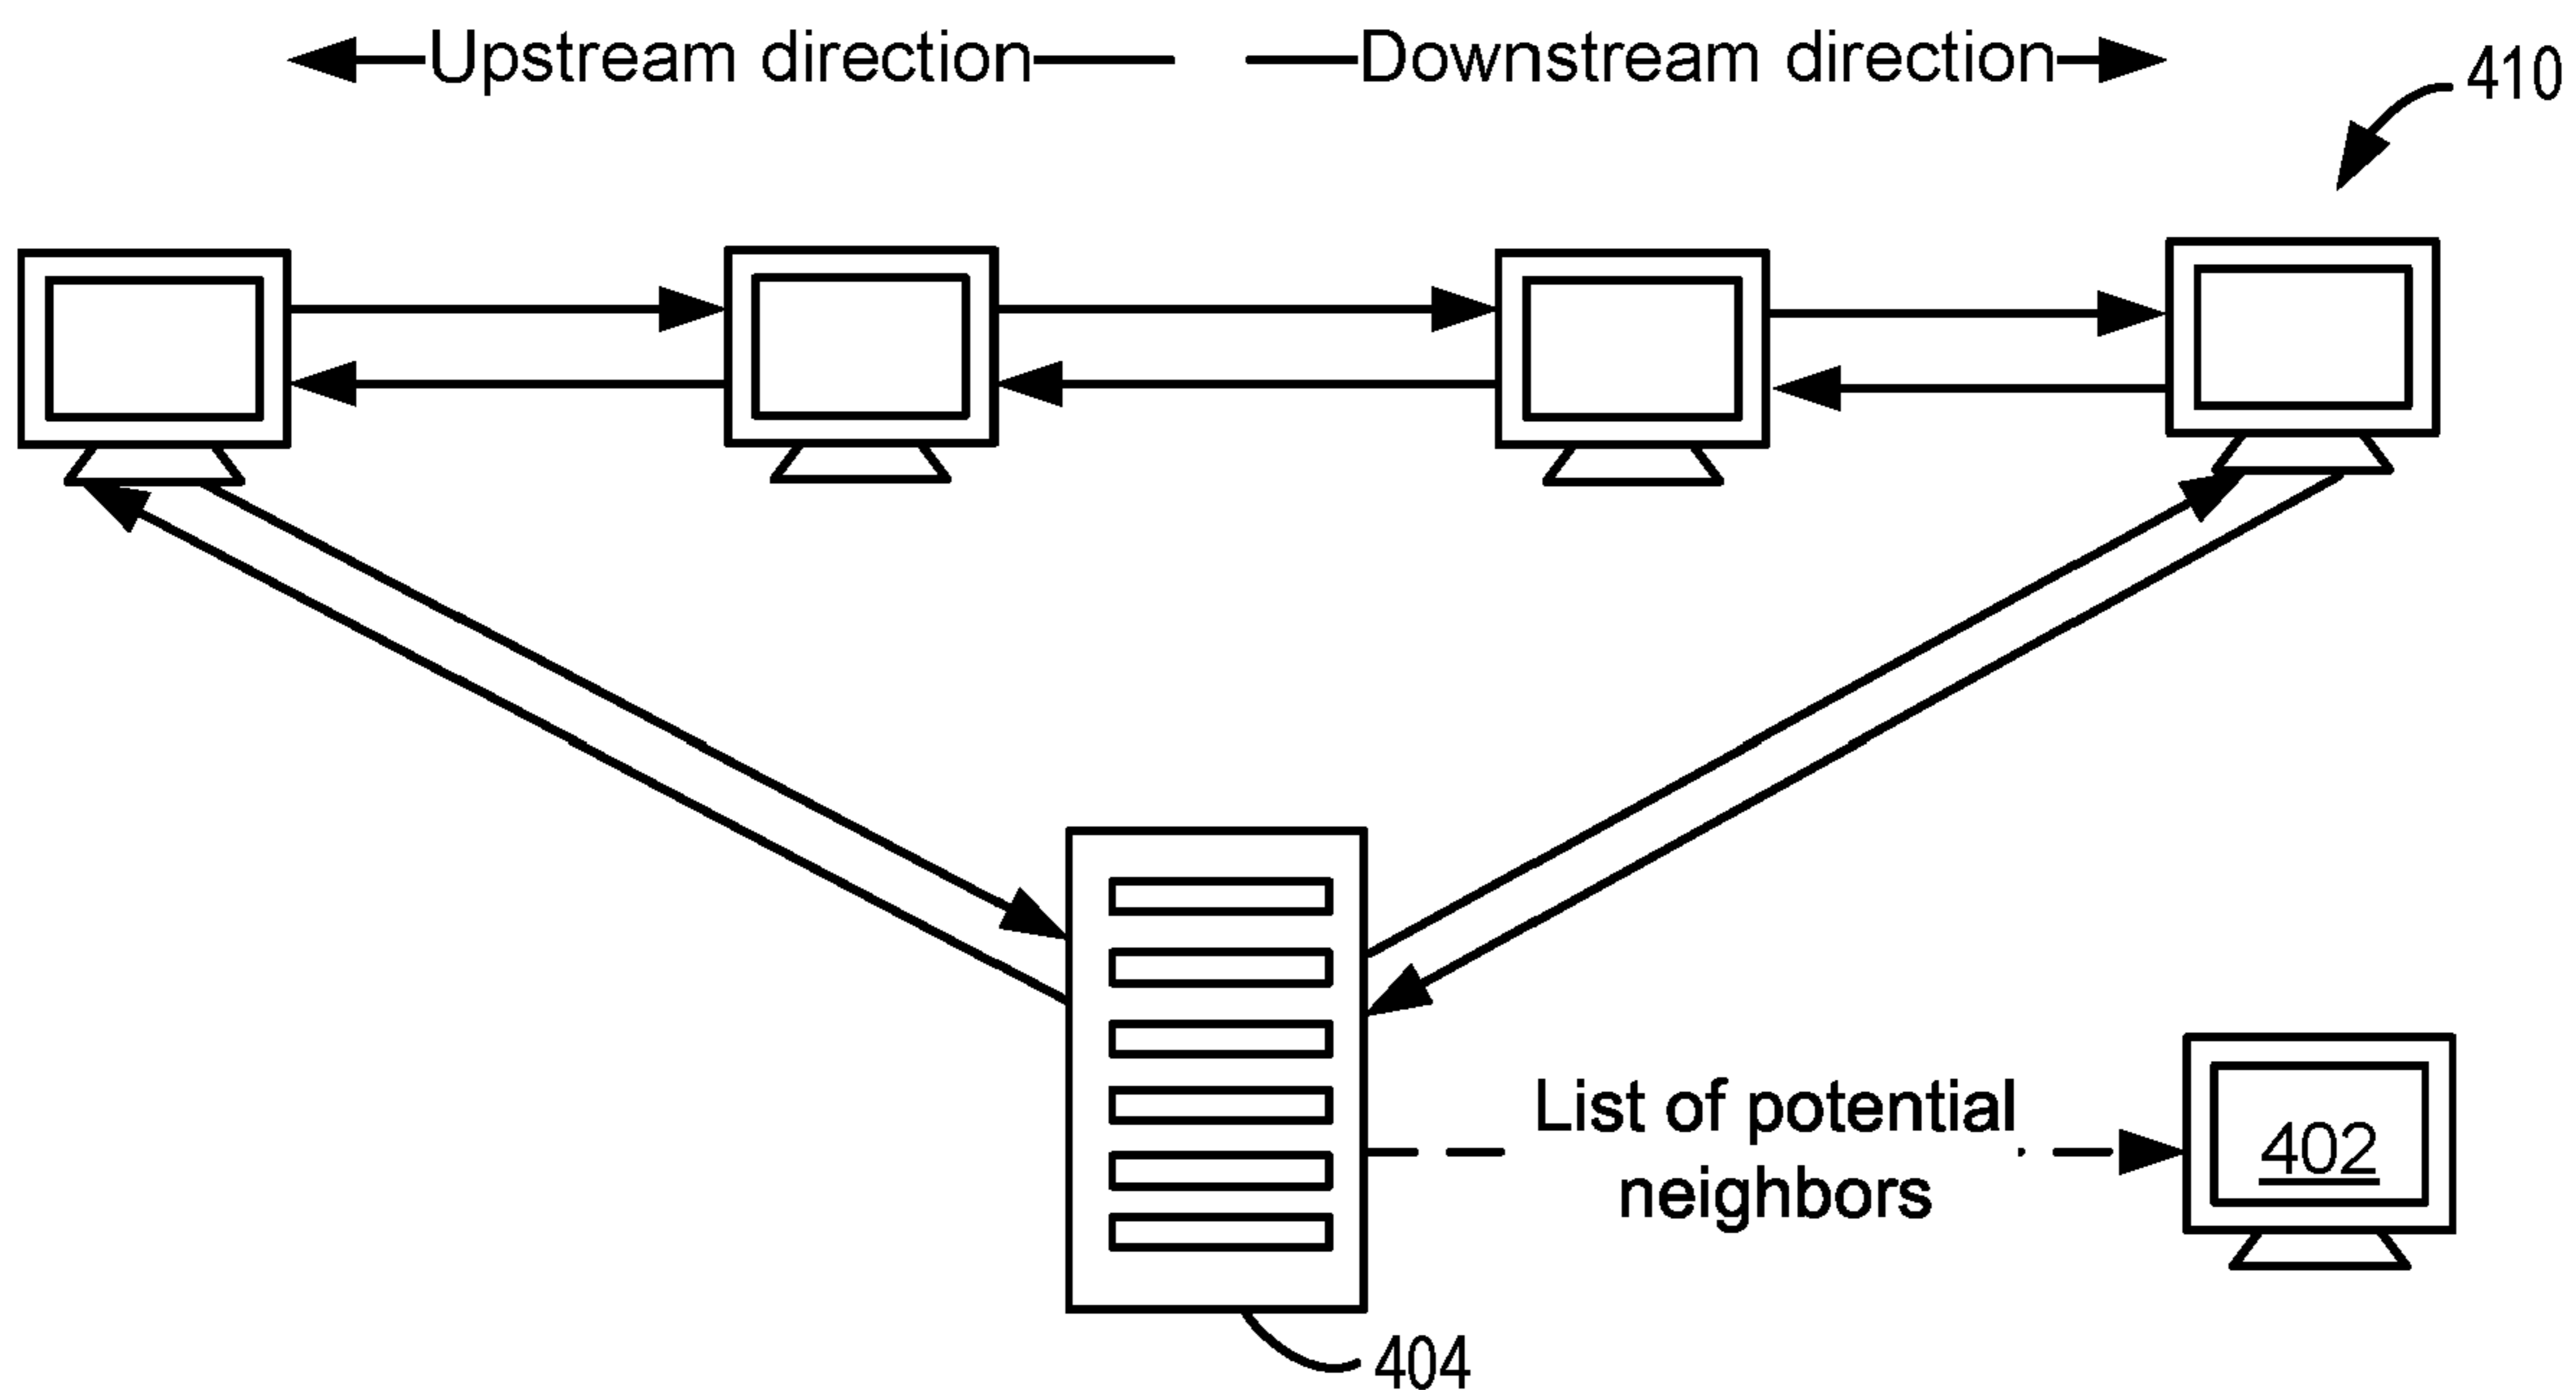 Upstream direction
Downstream direction
410
List of potential
neighbors
402
404